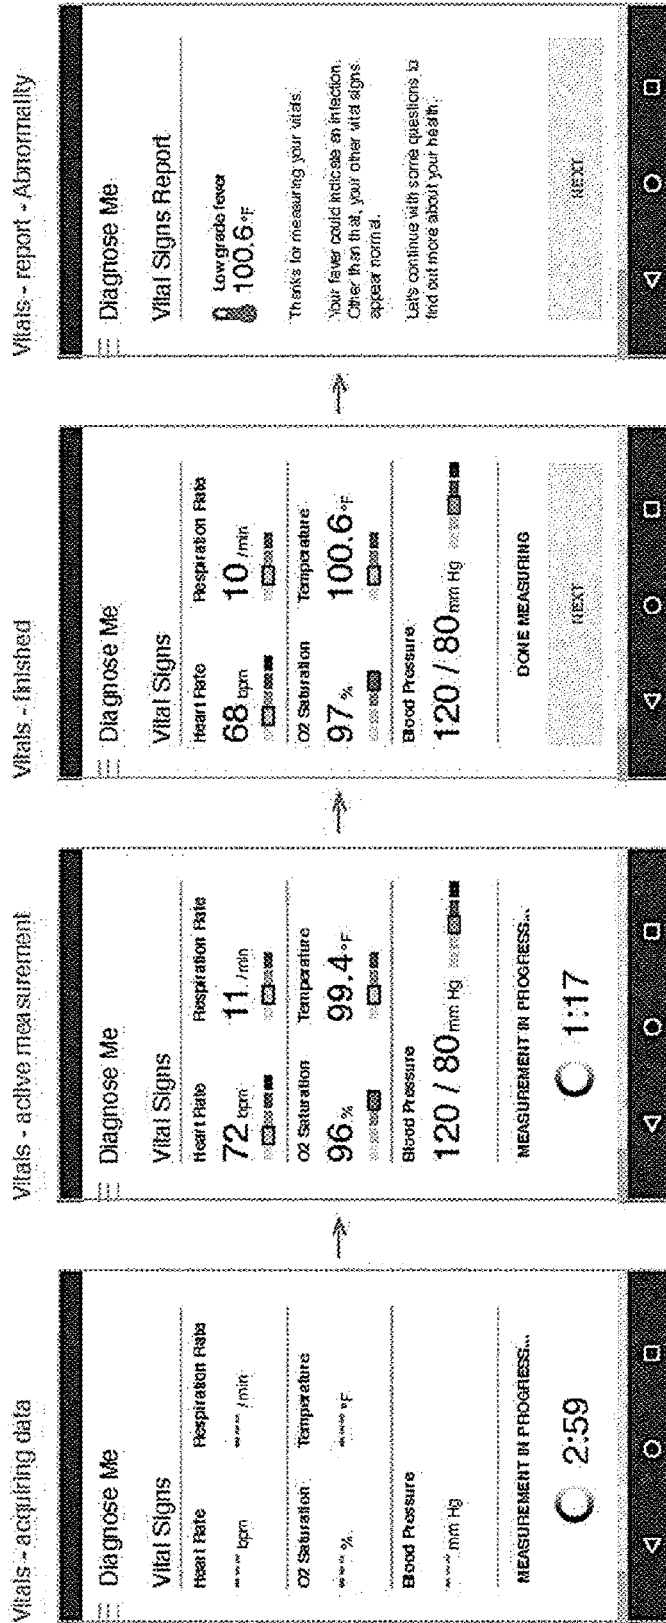 Vitals - acquiring data
Diagnose Me
Vital Signs
Heart Rate Respiration Rate
--- bpm --- /min
O2 Saturation Temperature
--- % --- °F
Blood Pressure
--- mm Hg
MEASUREMENT IN PROGRESS...
2:59
Vitals - active measurement
Diagnose Me
Vital Signs
Heart Rate Respiration Rate
72 bpm 11 /min
O2 Saturation Temperature
96 % 99.4 °F
Blood Pressure
120 / 80 mm Hg
MEASUREMENT IN PROGRESS...
1:17
Vitals - finished
Diagnose Me
Vital Signs
Heart Rate Respiration Rate
68 bpm 10 /min
O2 Saturation Temperature
97 % 100.6 °F
Blood Pressure
120 / 80 mm Hg
DONE MEASURING
NEXT
Vitals - report - Abnormality
Diagnose Me
Vital Signs Report
Low grade fever
100.6 °F
Thanks for measuring your vitals.
Your fever could indicate an infection.
Other than that, your other vital signs
appear normal.
Let's continue with some questions to
find out more about your health.
NEXT